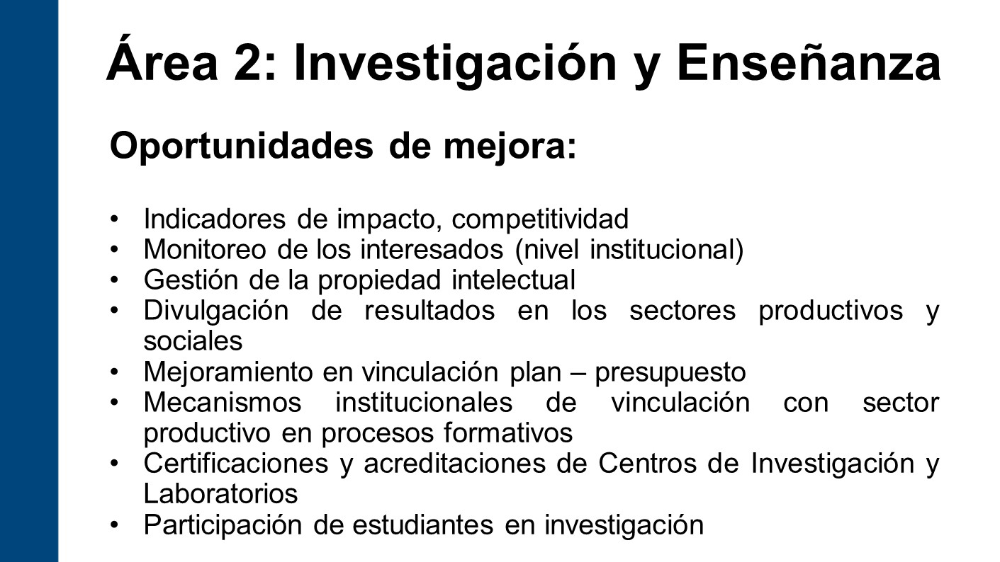 Área 2: Investigación y Enseñanza
Oportunidades de mejora:
• Indicadores de impacto, competitividad
• Monitoreo de los interesados (nivel institucional)
• Gestión de la propiedad intelectual
• Divulgación de resultados en los sectores productivos y
sociales
• Mejoramiento en vinculación plan – presupuesto
• Mecanismos institucionales de vinculación con sector
productivo en procesos formativos
• Certificaciones y acreditaciones de Centros de Investigación y
Laboratorios
• Participación de estudiantes en investigación